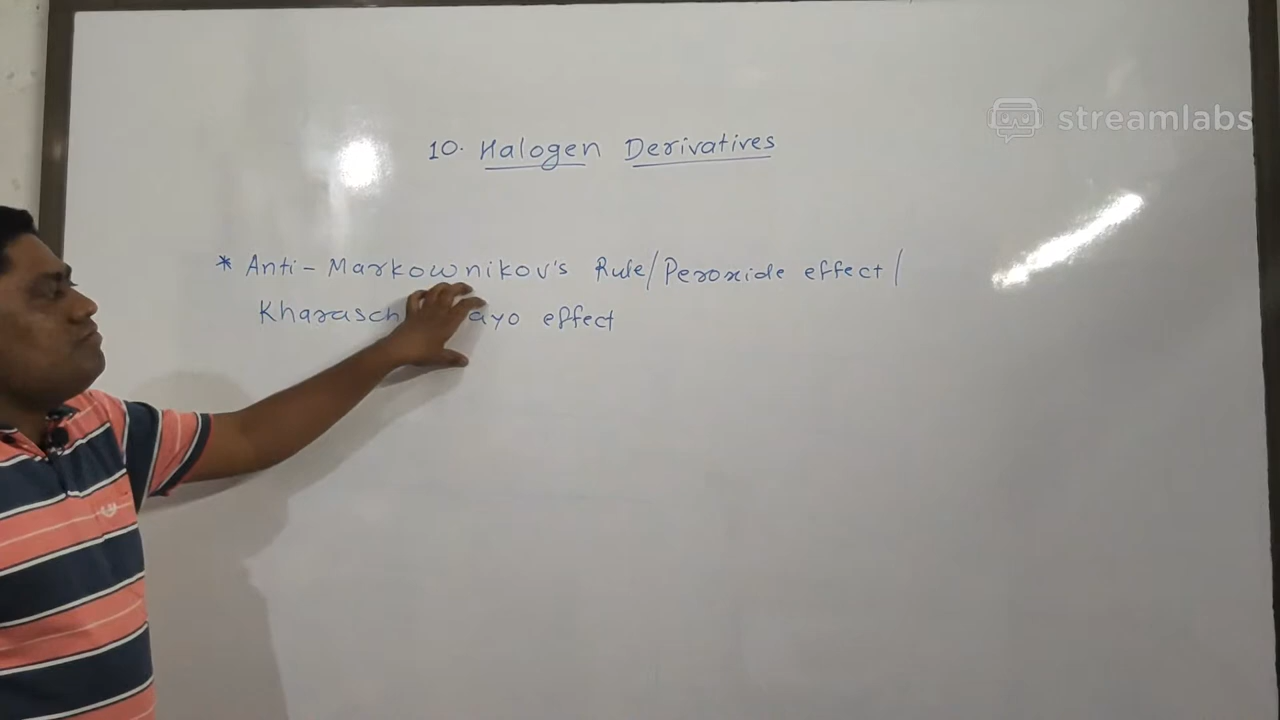 streamlabs
10. Halogen Derivatives
* Anti-Markownikov's Rule/Peroxide effect/
Kharasch ayo effect